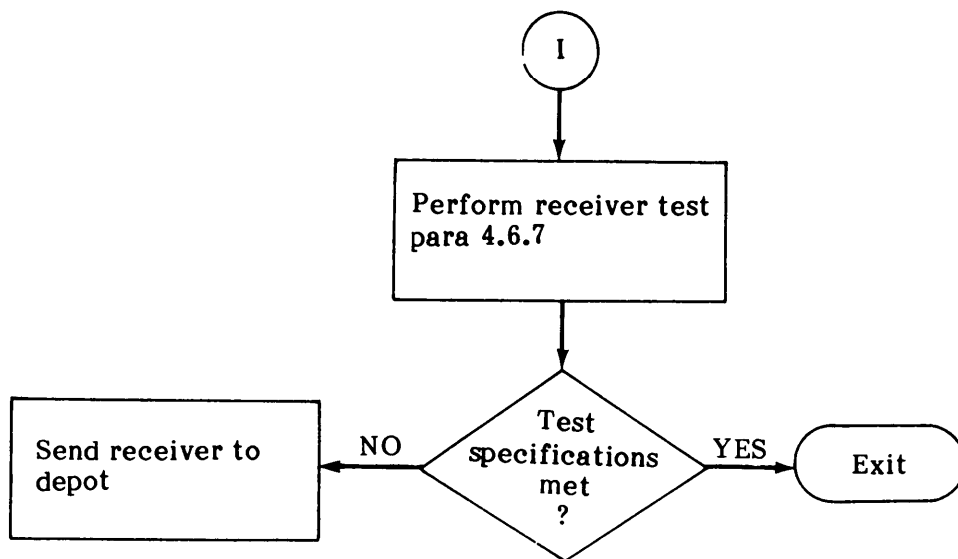 I
Perform receiver test
para 4.6.7
Test
specifications
met
?
NO
YES
Send receiver to
depot
Exit